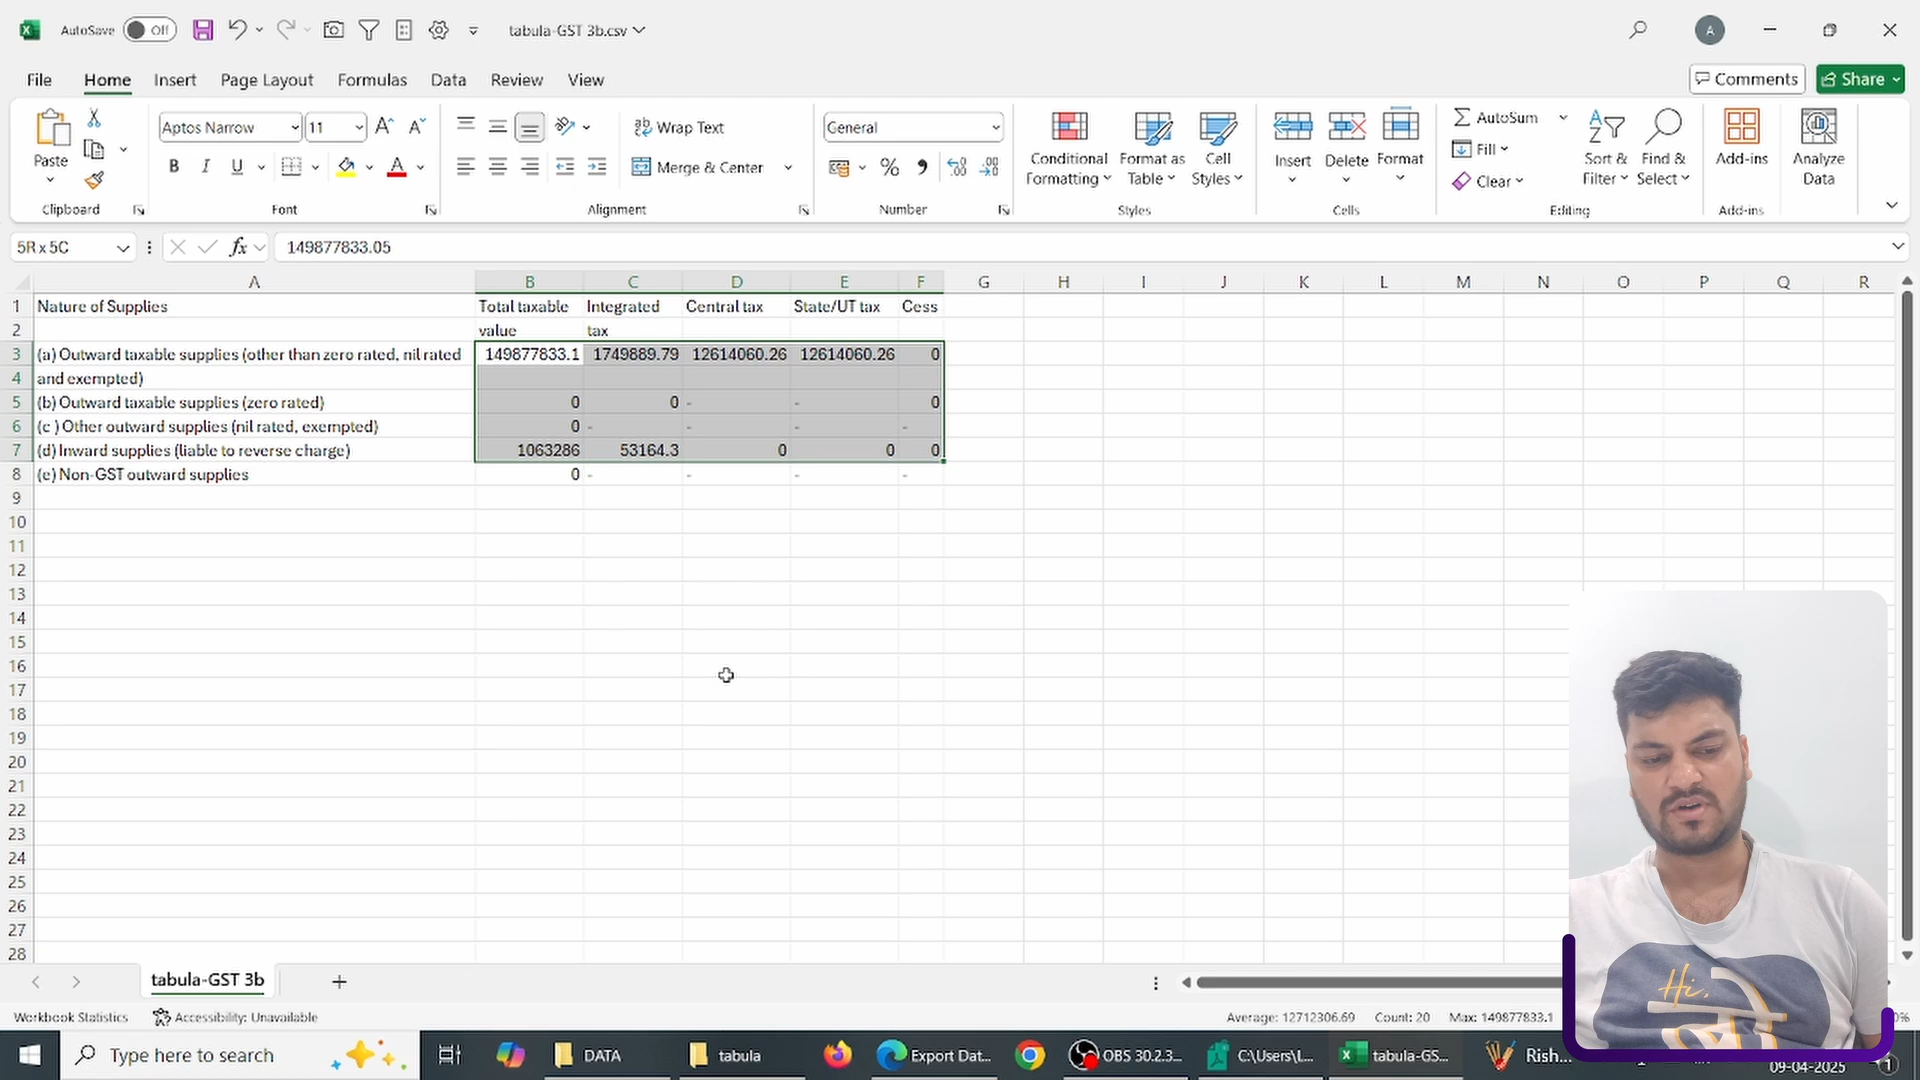 AutoSave Off tabula-GST 3b.csv A
File Home Insert Page Layout Formulas Data Review View Comments Share
Paste Aptos Narrow 11 Wrap Text General Conditional Formatting Format as Table Cell Styles Insert Delete Format AutoSum Fill Clear Sort & Filter Find & Select Add-ins Analyze Data
B I U Merge & Center %
Clipboard Font Alignment Number Styles Cells Editing Add-ins
5R x 5C fx 149877833.05
A B C D E F G H I J K L M N O P Q R
1 Nature of Supplies Total taxable Integrated Central tax State/UT tax Cess
2 value tax
3 (a) Outward taxable supplies (other than zero rated, nil rated 149877833.1 1749889.79 12614060.26 12614060.26 0
4 and exempted)
5 (b) Outward taxable supplies (zero rated) 0 0 - - 0
6 (c ) Other outward supplies (nil rated, exempted) 0 - - - -
7 (d) Inward supplies (liable to reverse charge) 1063286 53164.3 0 0 0
8 (e) Non-GST outward supplies 0 - - - -
9
10
11
12
13
14
15
16
17
18
19
20
21
22
23
24
25
26
27
28
Hi,
tabula-GST 3b
Workbook Statistics Accessibility: Unavailable Average: 12712306.69 Count: 20 Max: 149877833.1
Type here to search DATA tabula Export Dat... OBS 30.2.3... C:\Users\L... tabula-GS... Rish...
09-04-2025 1